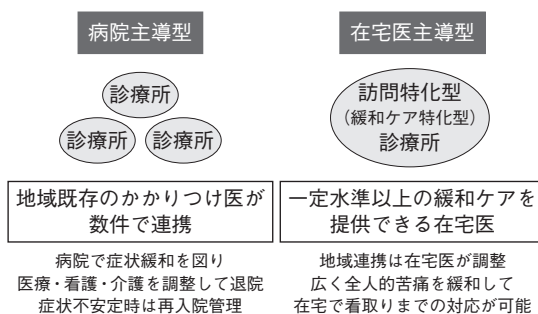 病院主導型
診療所
診療所
診療所
地域既存のかかりつけ医が
数件で連携
病院で症状緩和を図り
医療・看護・介護を調整して退院
症状不安定時は再入院管理
在宅医主導型
訪問特化型
（緩和ケア特化型）
診療所
一定水準以上の緩和ケアを
提供できる在宅医
地域連携は在宅医が調整
広く全人的苦痛を緩和して
在宅で看取りまでの対応が可能